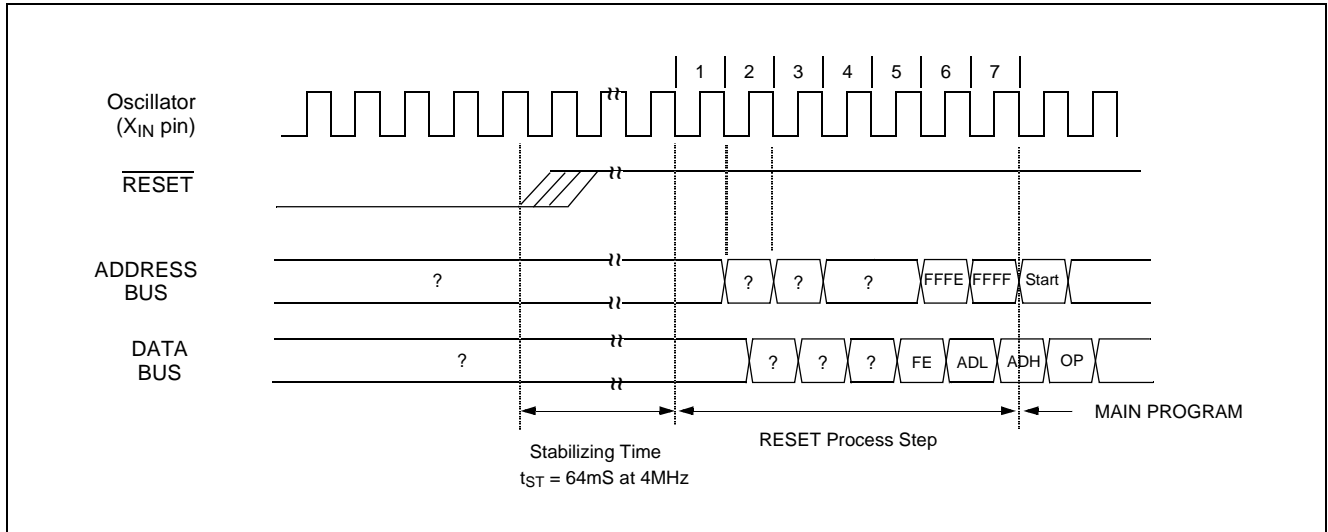 1 2 3 4 5 6 7
Oscillator
(XIN pin)
RESET
ADDRESS
BUS
? ? ? ? FFFE FFFF Start
DATA
BUS
? ? ? ? FE ADL ADH OP
MAIN PROGRAM
RESET Process Step
Stabilizing Time
tST = 64mS at 4MHz